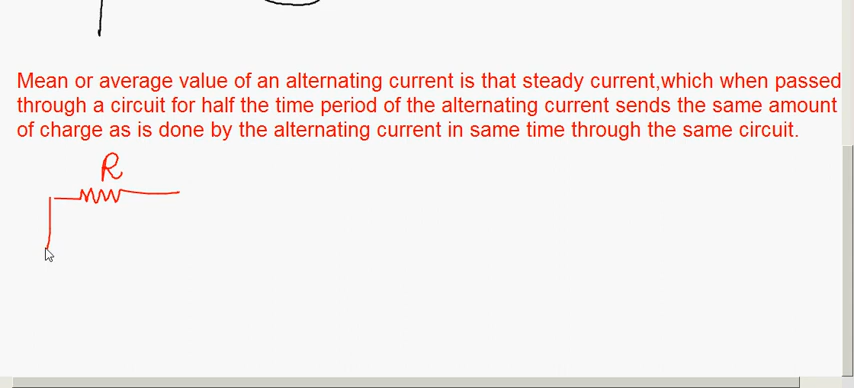 Mean or average value of an alternating current is that steady current,which when passed
through a circuit for half the time period of the alternating current sends the same amount
of charge as is done by the alternating current in same time through the same circuit.
R